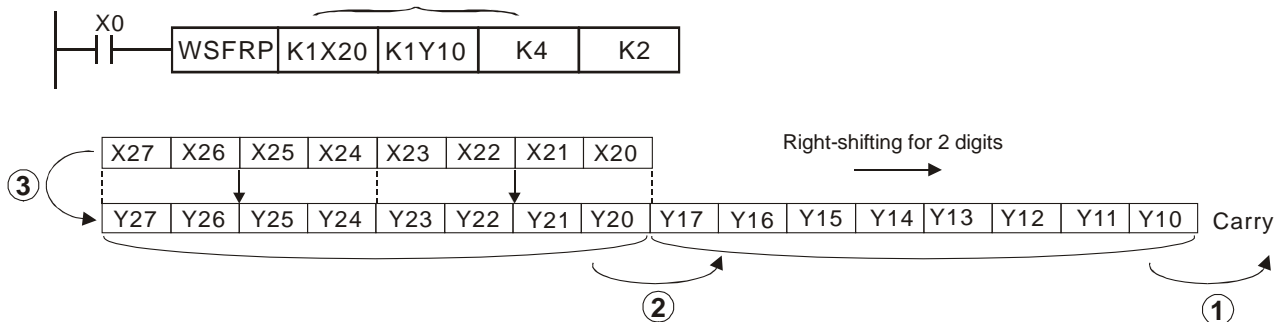 X0
WSFRP K1X20 K1Y10 K4 K2
X27 X26 X25 X24 X23 X22 X21 X20
Right-shifting for 2 digits
3
Y27 Y26 Y25 Y24 Y23 Y22 Y21 Y20 Y17 Y16 Y15 Y14 Y13 Y12 Y11 Y10 Carry
2 1